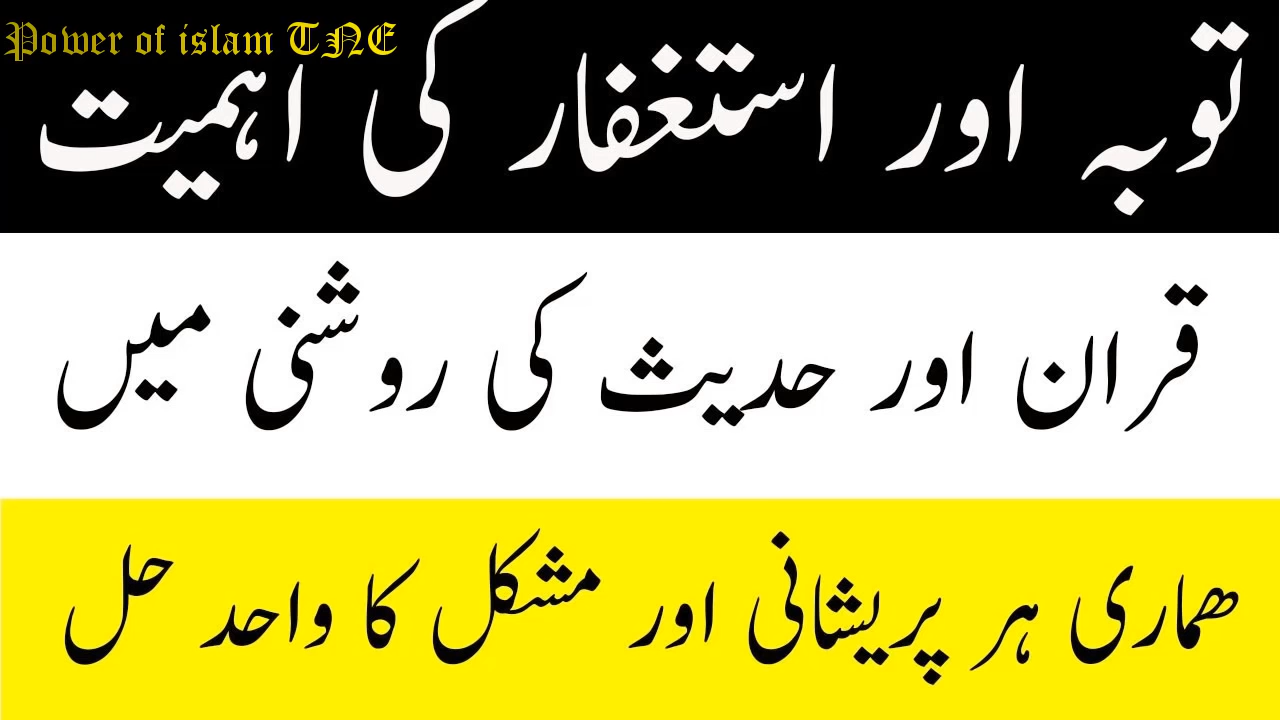 Power of islam TNE
توبہ اور استغفار کی اہمیت
قران اور حدیث کی روشنی میں
ھماری ہر پریشانی اور مشکل کا واحد حل